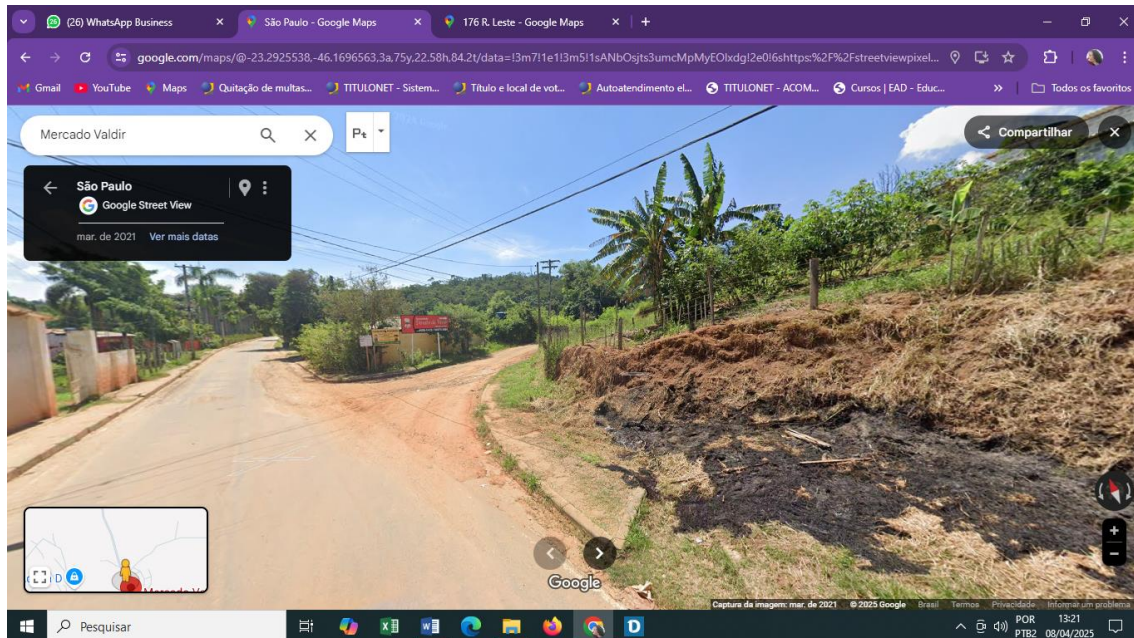 (26) WhatsApp Business
São Paulo - Google Maps
176 R. Leste - Google Maps
google.com/maps/@-23.2925538,-46.1696563,3a,75y,22.58h,84.2t/data=!3m7!1e1!3m5!1sANbOsjts3umcMpMyEOlxdg!2e0!6shttps:%2F%2Fstreetviewpixel...
Gmail
YouTube
Maps
Quitação de multas...
TITULONET - Sistem...
Título e local de vot...
Autoatendimento el...
TITULONET - ACOM...
Cursos | EAD - Educ...
»
Todos os favoritos
Mercado Valdir
Compartilhar
São Paulo
Google Street View
mar. de 2021 Ver mais datas
Google
Captura da imagem: mar. de 2021 © 2025 Google Brasil Termos Privacidade Informar um problema
Pesquisar
POR
PTB2
13:21
08/04/2025